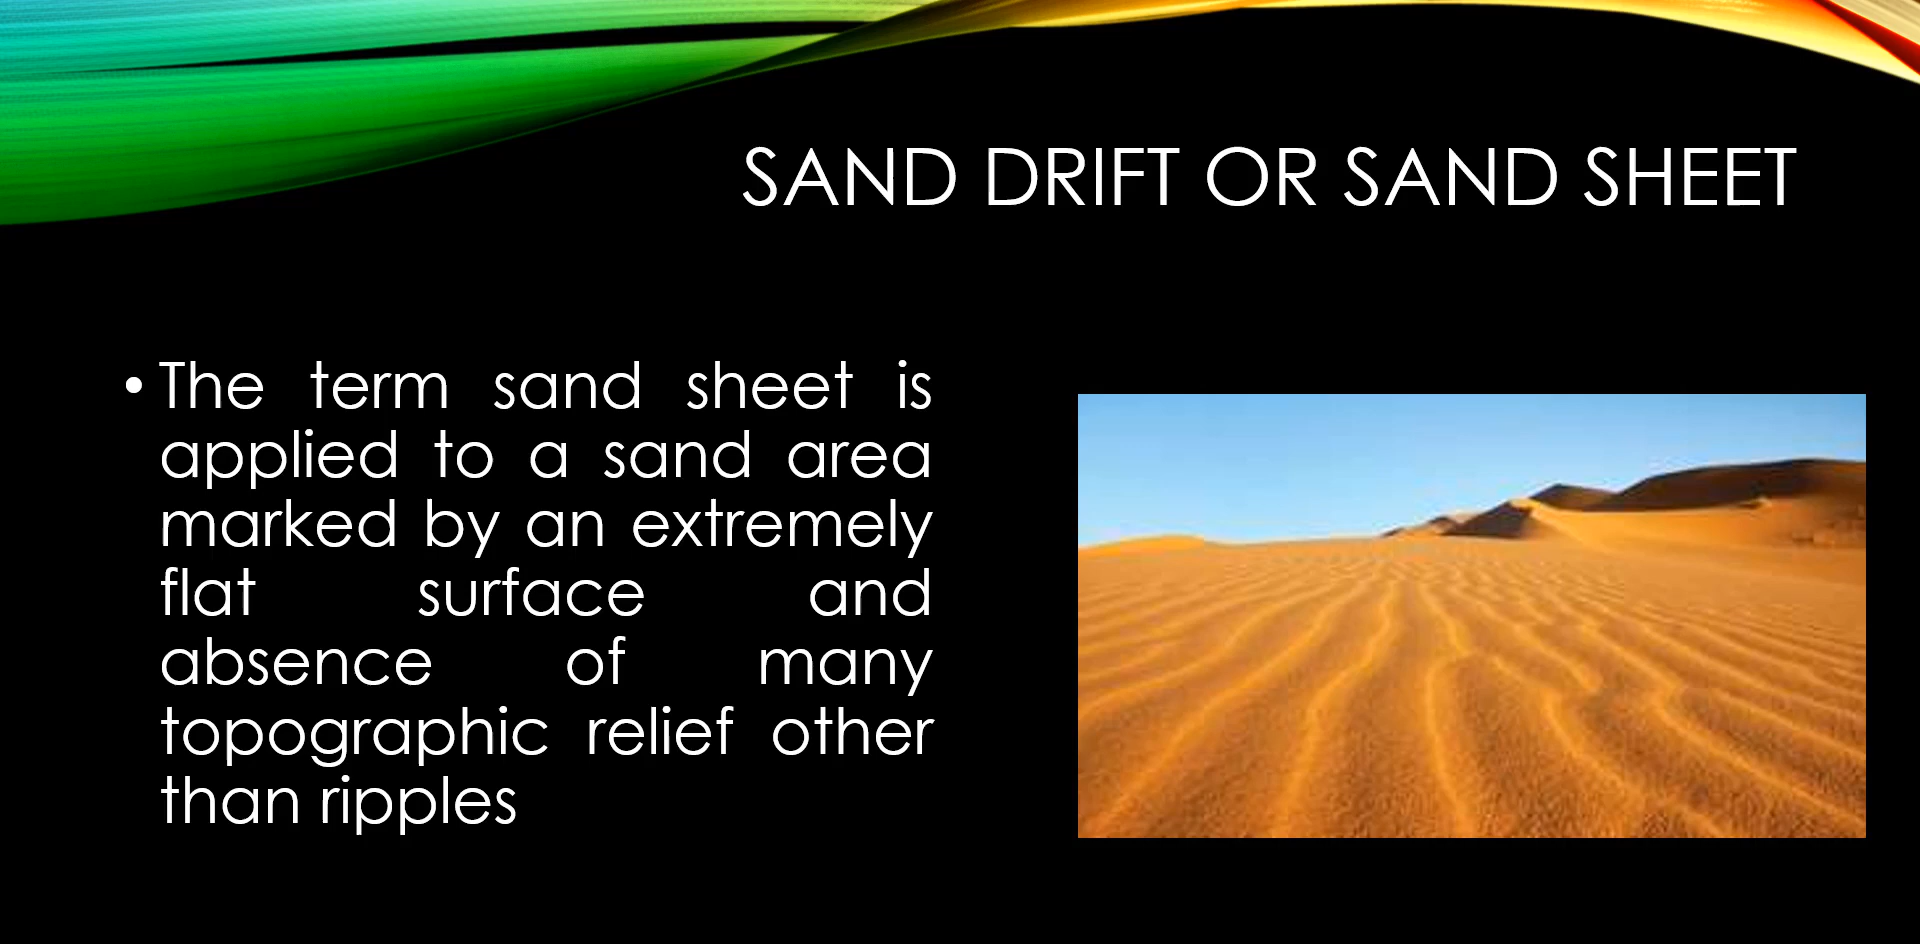 SAND DRIFT OR SAND SHEET
• The term sand sheet is
applied to a sand area
marked by an extremely
flat surface and
absence of many
topographic relief other
than ripples